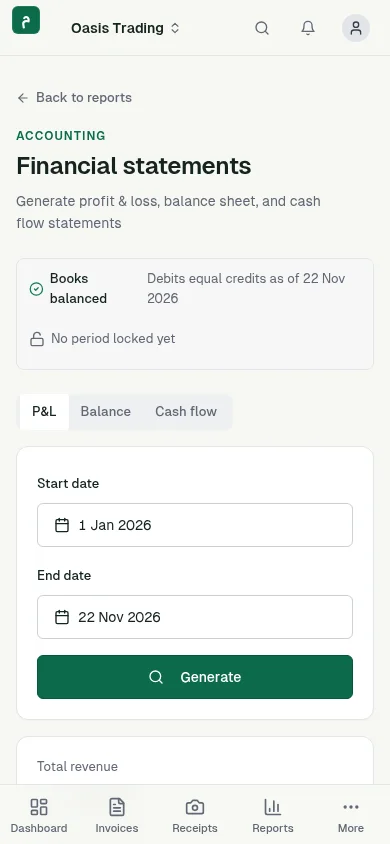 Oasis Trading
Back to reports
ACCOUNTING
Financial statements
Generate profit & loss, balance sheet, and cash
flow statements
Books
balanced
Debits equal credits as of 22 Nov
2026
No period locked yet
P&L Balance Cash flow
Start date
1 Jan 2026
End date
22 Nov 2026
Generate
Total revenue
Dashboard Invoices Receipts Reports More